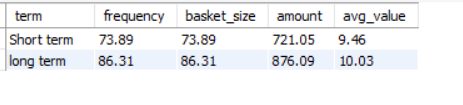 term frequency basket_size amount avg_value
Short term 73.89 73.89 721.05 9.46
long term 86.31 86.31 876.09 10.03